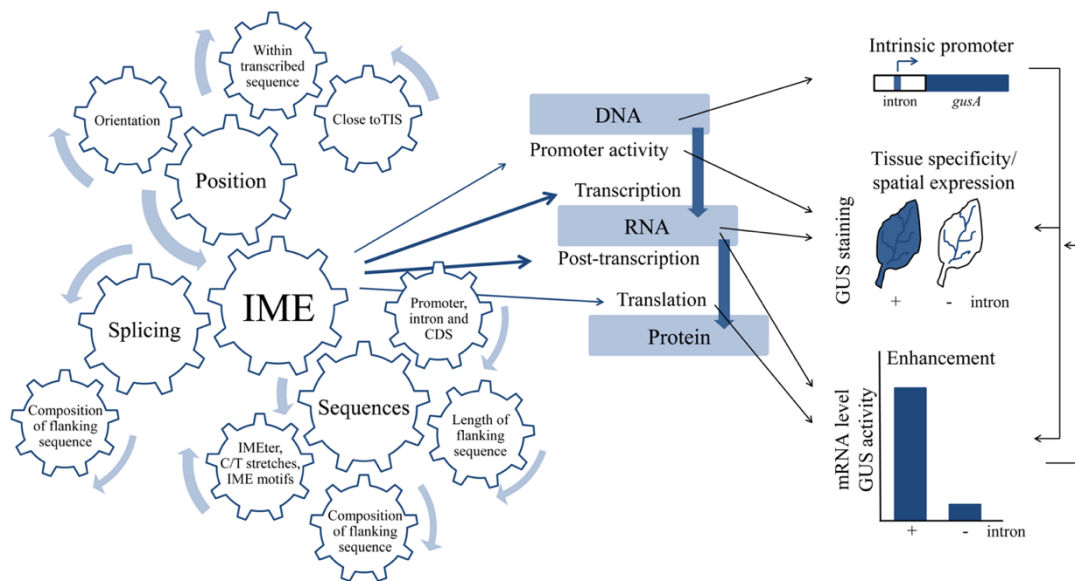 Within
transcribed
sequence
Orientation
Close toTIS
Position
IME
Splicing
Composition
of flanking
sequence
Promoter,
intron and
CDS
Sequences
Length of
flanking
sequence
IMEter,
C/T stretches,
IME motifs
Composition
of flanking
sequence
DNA
Promoter activity
Transcription
RNA
Post-transcription
Translation
Protein
Intrinsic promoter
intron
gusA
Tissue specificity/
spatial expression
GUS staining
+ - intron
Enhancement
mRNA level
GUS activity
+ - intron